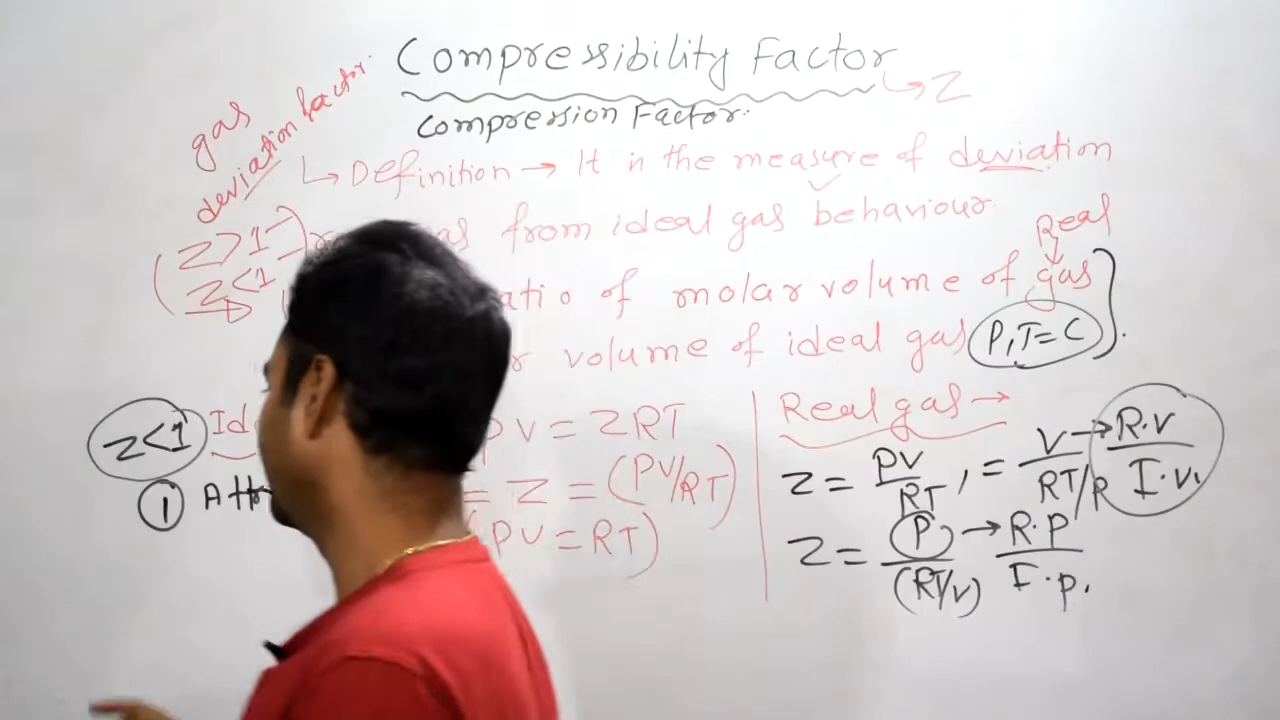 Compressibility Factor
→ Z
Compression Factor.
gas
deviation factor.
↳ Definition → It is the measure of deviation
from ideal gas behaviour.
Z>1
Z<1
Real
of molar volume of gas
volume of ideal gas (P,T=C)
Z<1
①
PV = ZRT
= Z = (PV/RT)
PV = RT)
Real gas →
Z = PV/RT, = V/RT/P → R.V/I.V.
Z = P/(RT/V) → R.P/I.P.